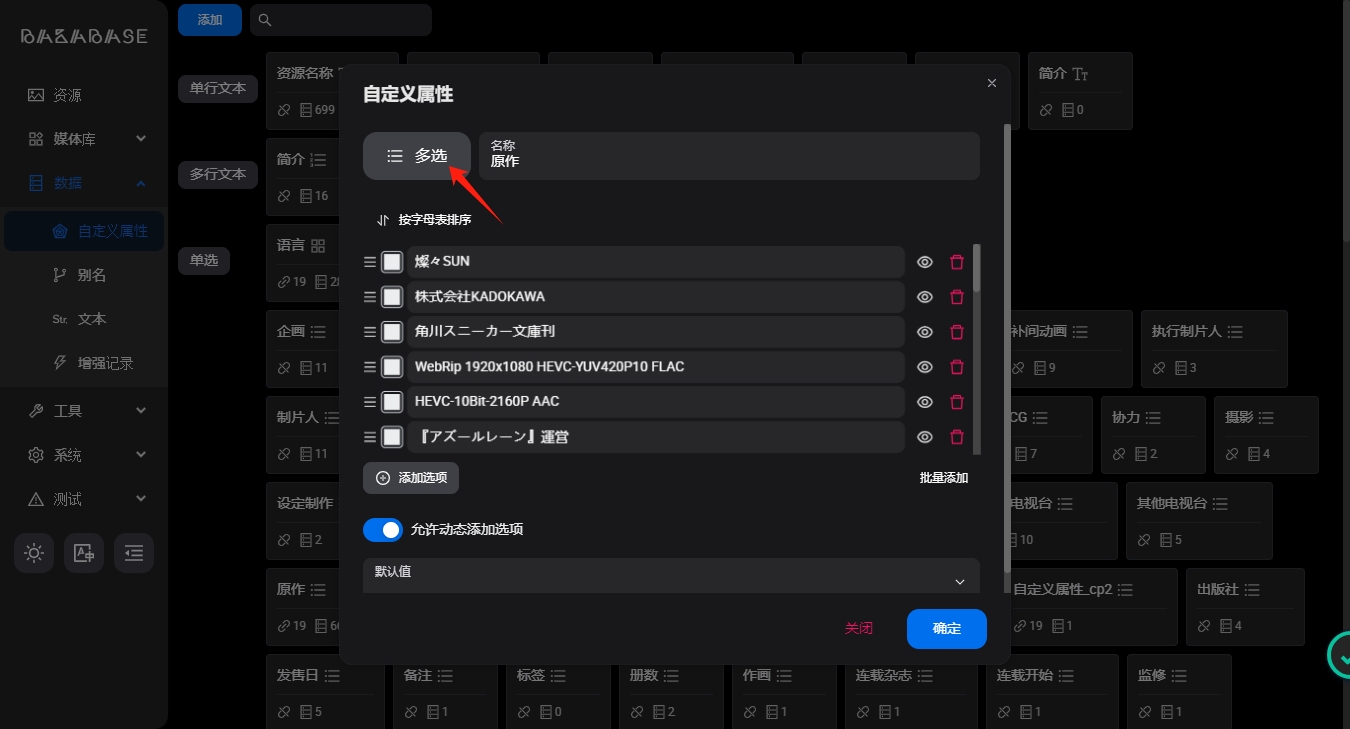 BAZABASE
资源
媒体库
数据
自定义属性
别名
Str. 文本
增强记录
工具
系统
测试
添加
单行文本
多行文本
单选
资源名称
699
简介
0
简介
16
语言
19
企画
11
补间动画
9
执行制片人
3
制片人
11
CG
7
协力
2
摄影
4
设定制作
2
电视台
10
其他电视台
5
原作
19
自定义属性_cp2
19 1
出版社
4
发售日
5
备注
1
标签
0
册数
2
作画
1
连载杂志
1
连载开始
1
监修
1
自定义属性
多选
名称
原作
按字母表排序
燦々SUN
株式会社KADOKAWA
角川スニーカー文庫刊
WebRip 1920x1080 HEVC-YUV420P10 FLAC
HEVC-10Bit-2160P AAC
『アズールレーン』運営
添加选项
批量添加
允许动态添加选项
默认值
关闭
确定